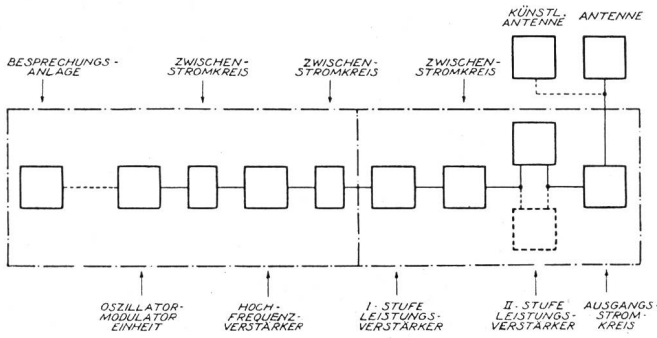 KÜNSTL.
ANTENNE
ANTENNE
BESPRECHUNGS-
ANLAGE
ZWISCHEN-
STROMKREIS
ZWISCHEN-
STROMKREIS
ZWISCHEN-
STROMKREIS
OSZILLATOR-
MODULATOR
EINHEIT
HOCH-
FREQUENZ-
VERSTÄRKER
I-STUFE
LEISTUNGS-
VERSTÄRKER
II-STUFE
LEISTUNGS-
VERSTÄRKER
AUSGANGS-
STROM-
KREIS